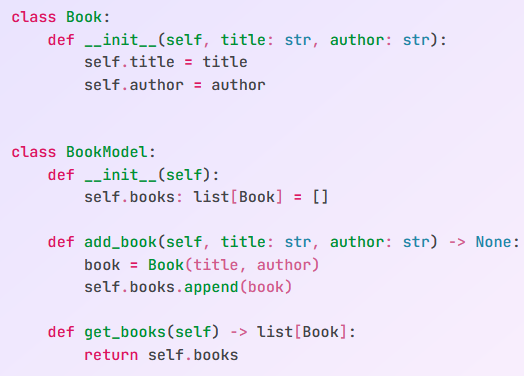 class Book:
    def __init__(self, title: str, author: str):
        self.title = title
        self.author = author
class BookModel:
    def __init__(self):
        self.books: list[Book] = []
    def add_book(self, title: str, author: str) -> None:
        book = Book(title, author)
        self.books.append(book)
    def get_books(self) -> list[Book]:
        return self.books